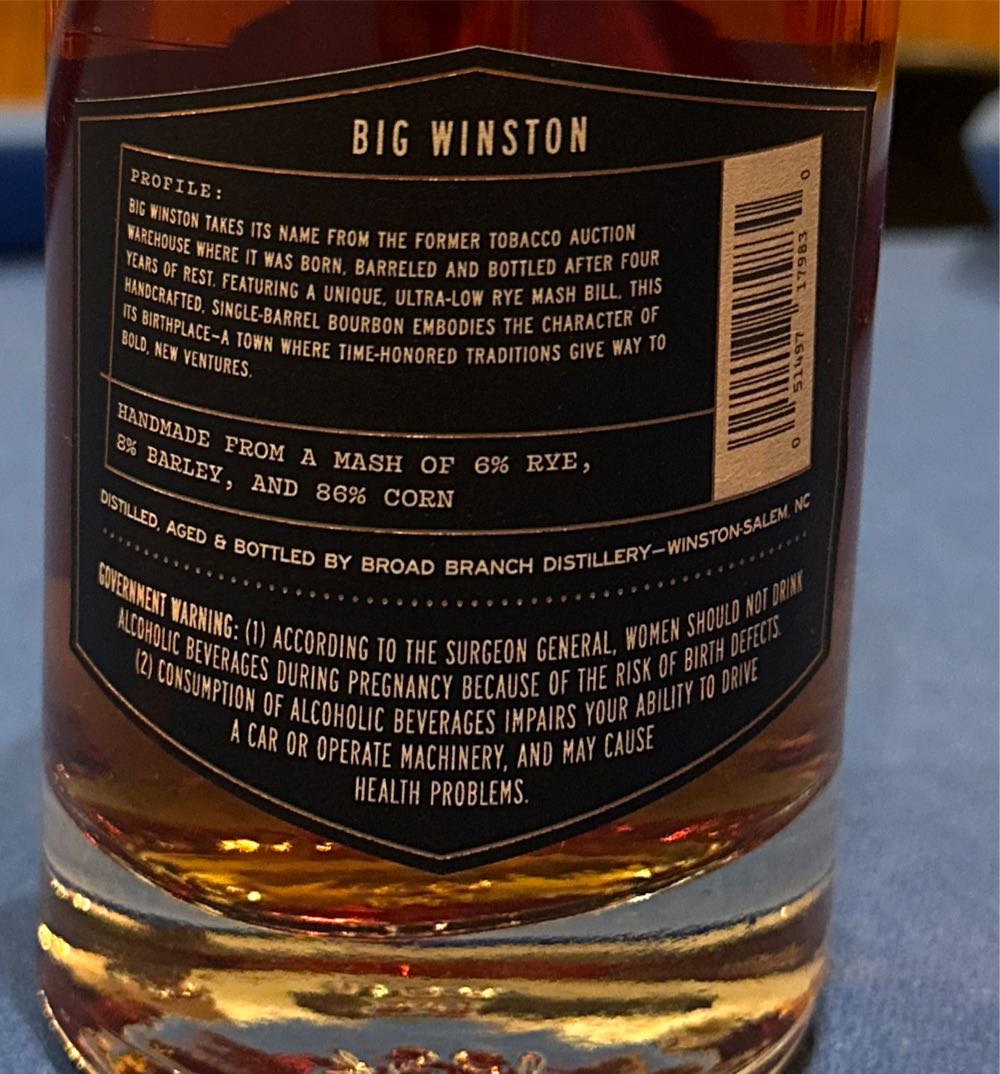 BIG WINSTON
PROFILE:
BIG WINSTON TAKES ITS NAME FROM THE FORMER TOBACCO AUCTION
WAREHOUSE WHERE IT WAS BORN, BARRELED AND BOTTLED AFTER FOUR
YEARS OF REST. FEATURING A UNIQUE, ULTRA-LOW RYE MASH BILL, THIS
HANDCRAFTED, SINGLE-BARREL BOURBON EMBODIES THE CHARACTER OF
ITS BIRTHPLACE–A TOWN WHERE TIME-HONORED TRADITIONS GIVE WAY TO
BOLD, NEW VENTURES.
HANDMADE FROM A MASH OF 6% RYE,
8% BARLEY, AND 86% CORN
0 51497 17983 0
DISTILLED, AGED & BOTTLED BY BROAD BRANCH DISTILLERY—WINSTON-SALEM, NC
GOVERNMENT WARNING: (1) ACCORDING TO THE SURGEON GENERAL, WOMEN SHOULD NOT DRINK
ALCOHOLIC BEVERAGES DURING PREGNANCY BECAUSE OF THE RISK OF BIRTH DEFECTS.
(2) CONSUMPTION OF ALCOHOLIC BEVERAGES IMPAIRS YOUR ABILITY TO DRIVE
A CAR OR OPERATE MACHINERY, AND MAY CAUSE
HEALTH PROBLEMS.